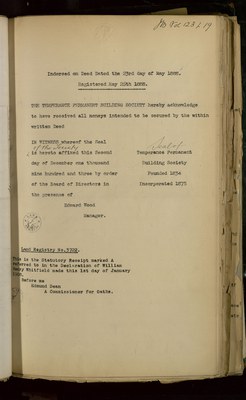 Indorsed on Deed Dated the 23rd day of May 1888.
Registered May 28th 1888.
THE TEMPERANCE PERMANENT BUILDING SOCIETY hereby acknowledge
to have received all moneys intended to be secured by the within
written Deed
IN WITNESS whereof the Seal
of the Society
is hereto affixed this Second
day of December one thousand
nine hundred and three by order
of the Board of Directors in
the presence of
Seal of
Temperance Permanent
Building Society
Founded 1854
Incorporated 1875
Edward Wood
Manager.
Land Registry No.
This is the Statutory Receipt marked A
referred to in the Declaration of William
Henry Whitfield made this 1st day of January
Before me
Edmund Dean
A Commissioner for Oaths.